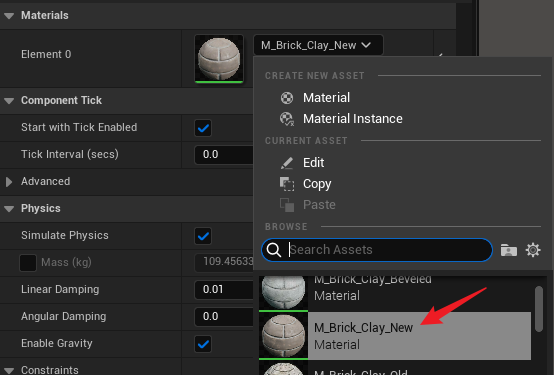 Materials
Element 0
M_Brick_Clay_New
CREATE NEW ASSET
Material
Material Instance
CURRENT ASSET
Edit
Copy
Paste
BROWSE
Search Assets
Component Tick
Start with Tick Enabled
Tick Interval (secs) 0.0
Advanced
Physics
Simulate Physics
Mass (kg) 109.45633
Linear Damping 0.01
Angular Damping 0.0
Enable Gravity
Constraints
M_Brick_Clay_Beveled
Material
M_Brick_Clay_New
Material
M_Brick_Clay_Old